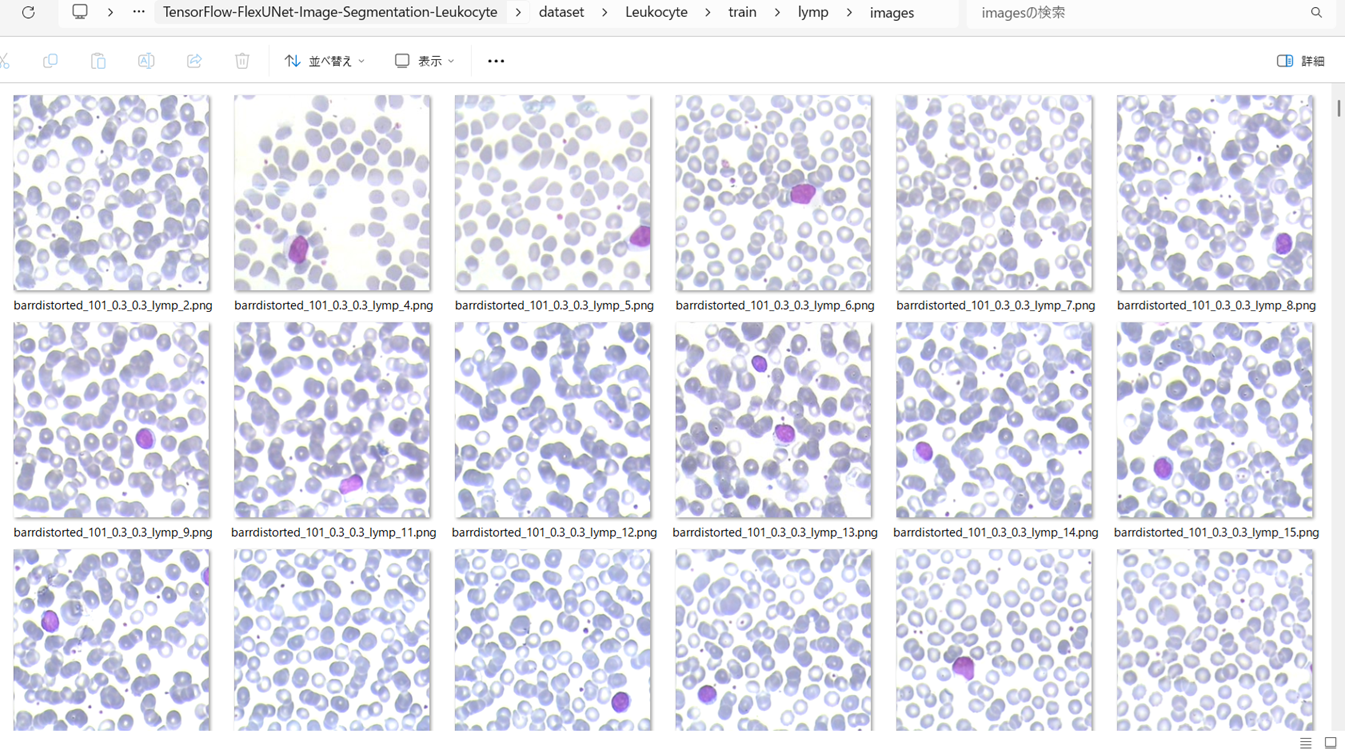 TensorFlow-FlexUNet-Image-Segmentation-Leukocyte > dataset > Leukocyte > train > lymp > images
imagesの検索
並べ替え
表示
詳細
barrdistorted_101_0.3_0.3_lymp_2.png
barrdistorted_101_0.3_0.3_lymp_4.png
barrdistorted_101_0.3_0.3_lymp_5.png
barrdistorted_101_0.3_0.3_lymp_6.png
barrdistorted_101_0.3_0.3_lymp_7.png
barrdistorted_101_0.3_0.3_lymp_8.png
barrdistorted_101_0.3_0.3_lymp_9.png
barrdistorted_101_0.3_0.3_lymp_11.png
barrdistorted_101_0.3_0.3_lymp_12.png
barrdistorted_101_0.3_0.3_lymp_13.png
barrdistorted_101_0.3_0.3_lymp_14.png
barrdistorted_101_0.3_0.3_lymp_15.png